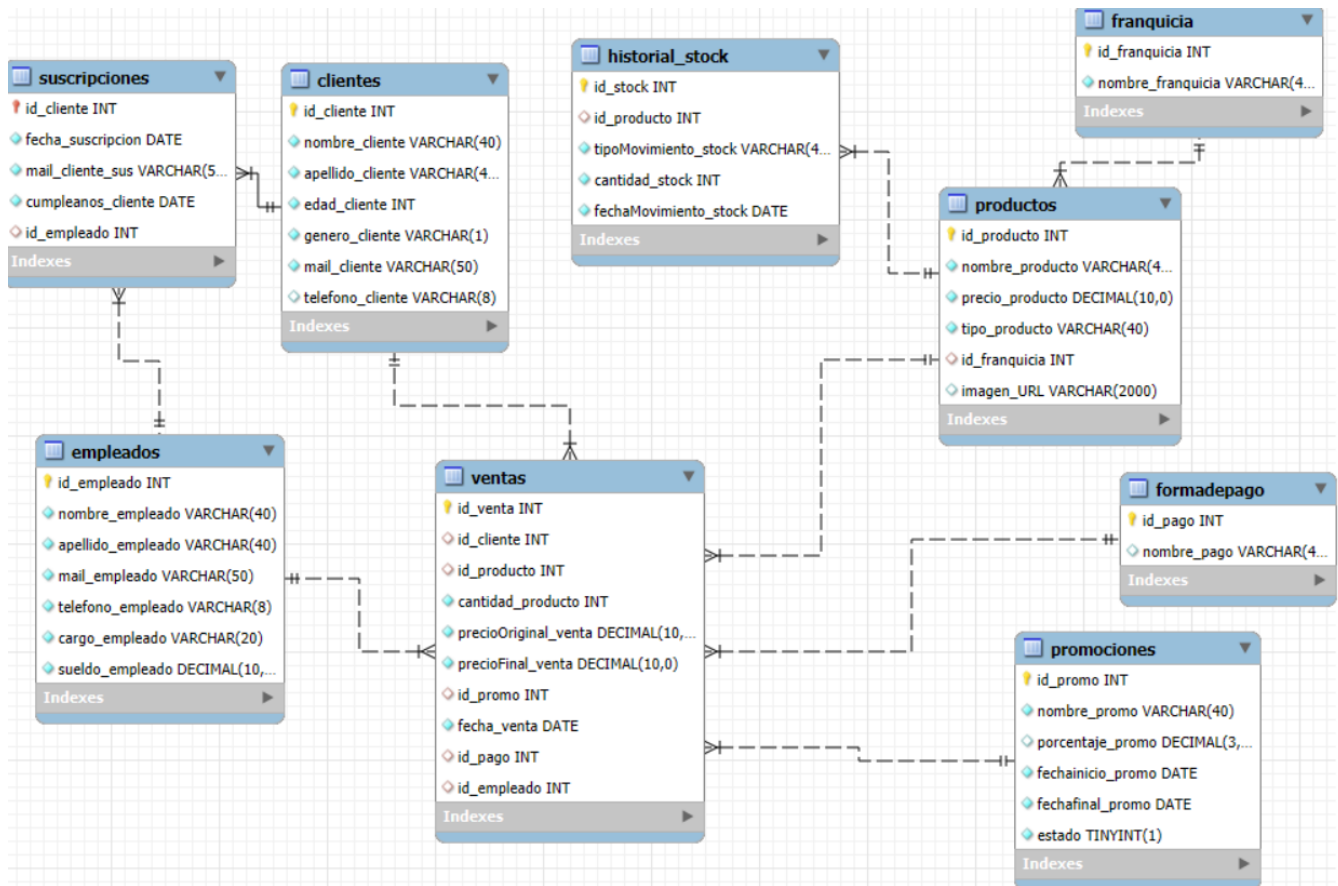 suscripciones
id_cliente INT
fecha_suscripcion DATE
mail_cliente_sus VARCHAR(5...
cumpleanos_cliente DATE
id_empleado INT
Indexes
clientes
id_cliente INT
nombre_cliente VARCHAR(40)
apellido_cliente VARCHAR(4...
edad_cliente INT
genero_cliente VARCHAR(1)
mail_cliente VARCHAR(50)
telefono_cliente VARCHAR(8)
Indexes
historial_stock
id_stock INT
id_producto INT
tipoMovimiento_stock VARCHAR(4...
cantidad_stock INT
fechaMovimiento_stock DATE
Indexes
franquicia
id_franquicia INT
nombre_franquicia VARCHAR(4...
Indexes
productos
id_producto INT
nombre_producto VARCHAR(4...
precio_producto DECIMAL(10,0)
tipo_producto VARCHAR(40)
id_franquicia INT
imagen_URL VARCHAR(2000)
Indexes
empleados
id_empleado INT
nombre_empleado VARCHAR(40)
apellido_empleado VARCHAR(40)
mail_empleado VARCHAR(50)
telefono_empleado VARCHAR(8)
cargo_empleado VARCHAR(20)
sueldo_empleado DECIMAL(10,...
Indexes
ventas
id_venta INT
id_cliente INT
id_producto INT
cantidad_producto INT
precioOriginal_venta DECIMAL(10,...
precioFinal_venta DECIMAL(10,0)
id_promo INT
fecha_venta DATE
id_pago INT
id_empleado INT
Indexes
formadepago
id_pago INT
nombre_pago VARCHAR(4...
Indexes
promociones
id_promo INT
nombre_promo VARCHAR(40)
porcentaje_promo DECIMAL(3,...
fechainicio_promo DATE
fechafinal_promo DATE
estado TINYINT(1)
Indexes